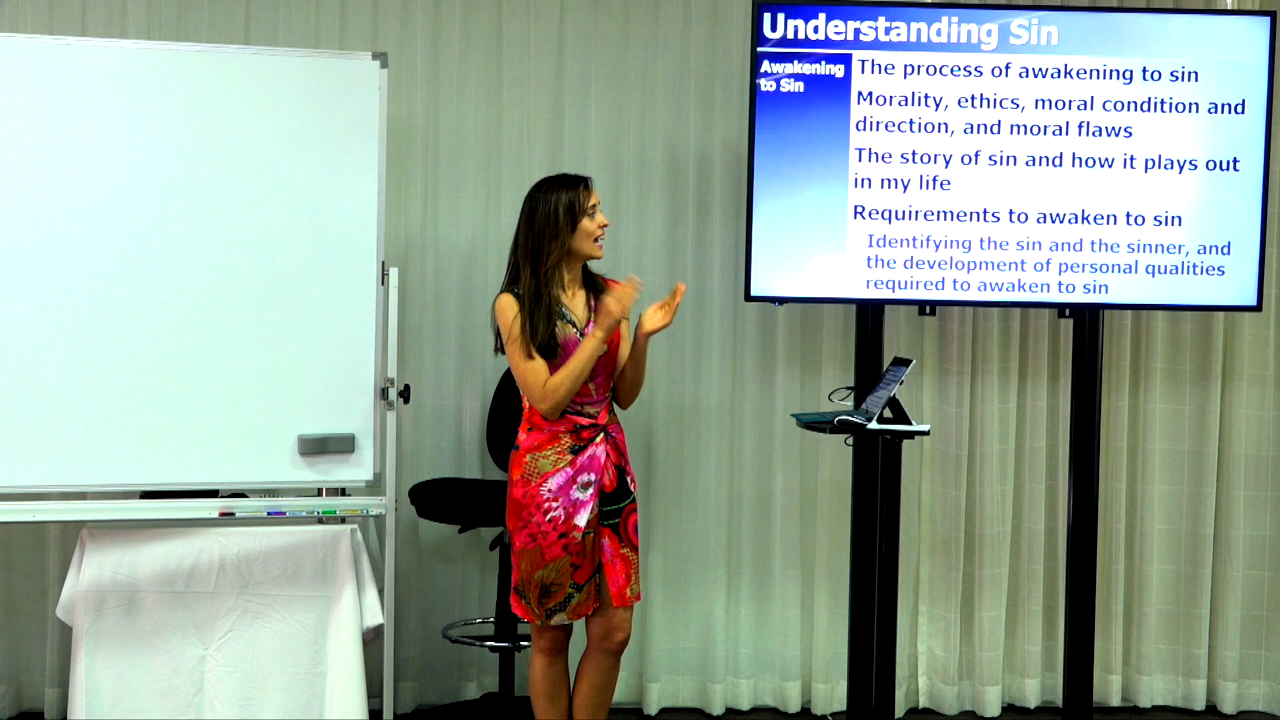 Understanding Sin
Awakening
to Sin
The process of awakening to sin
Morality, ethics, moral condition and
direction, and moral flaws
The story of sin and how it plays out
in my life
Requirements to awaken to sin
Identifying the sin and the sinner, and
the development of personal qualities
required to awaken to sin